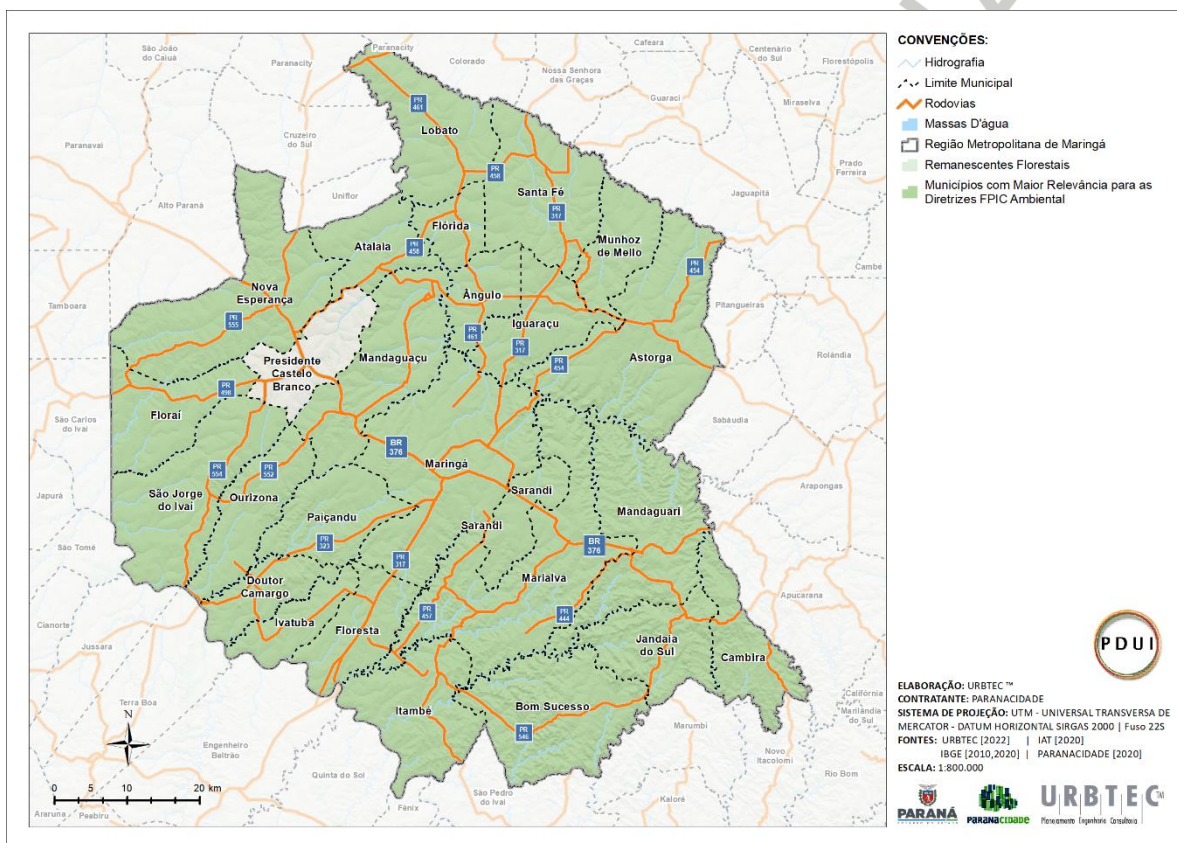 CONVENÇÕES:
Hidrografia
Limite Municipal
Rodovias
Massas D'água
Região Metropolitana de Maringá
Remanescentes Florestais
Municípios com Maior Relevância para as
Diretrizes FPIC Ambiental
São João
do Caiuá
Paranacity
Paranacity
Colorado
Cafeara
Nossa Senhora
das Graças
Centenário
do Sul
Florestópolis
Guaraci
Miraselva
Cruzeiro
do Sul
Paranavaí
Prado
Ferreira
Jaguapitã
Uniflor
Alto Paraná
Cambé
Tamboara
Pitangueiras
Rolândia
São Carlos
do Ivaí
Sabáudia
Arapongas
Japurá
São Tomé
Apucarana
Cianorte
Jussara
Terra Boa
Califórnia
Marilândia
do Sul
Marumbi
Novo
Itacolomi
Rio Bom
Engenheiro
Beltrão
Quinta do Sol
Fênix
São Pedro
do Ivaí
Kaloré
Araruna
Peabiru
PR
461
Lobato
PR
458
Santa Fé
PR
317
Flórida
Atalaia
PR
458
Munhoz
de Mello
PR
454
Nova
Esperança
Ângulo
PR
555
Iguaraçu
PR
461
PR
317
PR
454
Astorga
Presidente
Castelo
Branco
Mandaguaçu
PR
498
Floraí
BR
376
Maringá
PR
554
PR
552
São Jorge
do Ivaí
Ourizona
Sarandi
Mandaguari
Paiçandu
Sarandi
PR
323
BR
376
PR
317
Marialva
Doutor
Camargo
PR
457
PR
444
Ivatuba
Floresta
Jandaia
do Sul
Cambira
Itambé
Bom Sucesso
PR
546
N
0 5 10 20 km
PDUI
ELABORAÇÃO: URBTEC ™
CONTRATANTE: PARANACIDADE
SISTEMA DE PROJEÇÃO: UTM - UNIVERSAL TRANSVERSA DE
MERCATOR - DATUM HORIZONTAL SIRGAS 2000 | Fuso 22S
FONTES: URBTEC [2022] | IAT [2020]
IBGE [2010,2020] | PARANACIDADE [2020]
ESCALA: 1:800.000
PARANÁ
PARANACIDADE
URBTEC™
Planejamento Engenharia Consultoria